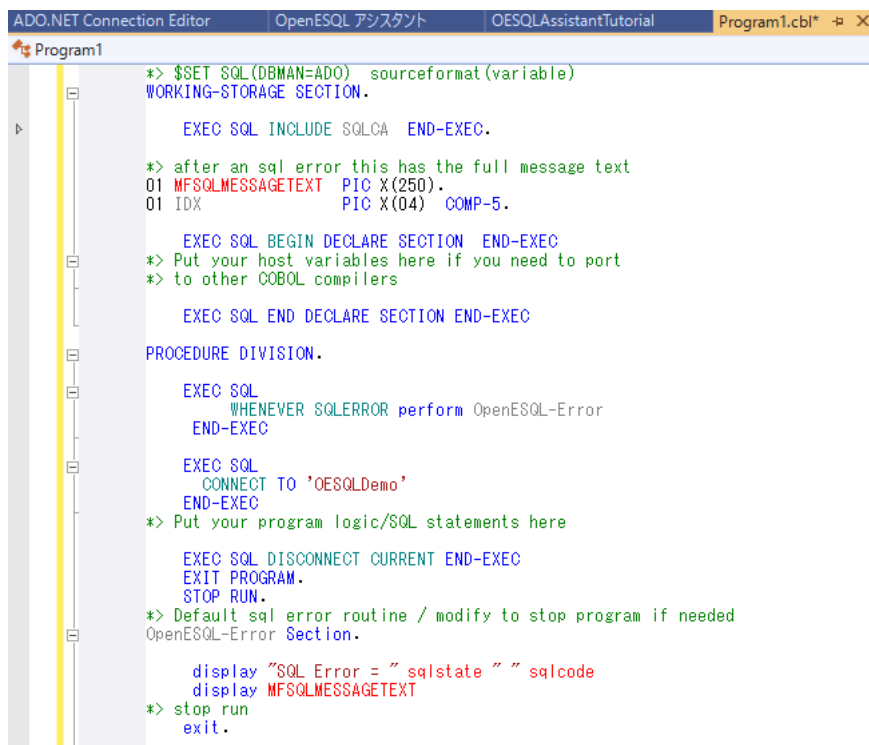 ADO.NET Connection Editor OpenESQL アシスタント OESQLAssistantTutorial Program1.cbl*
Program1
*> $SET SQL(DBMAN=ADO) sourceformat(variable)
WORKING-STORAGE SECTION.
EXEC SQL INCLUDE SQLCA END-EXEC.
*> after an sql error this has the full message text
01 MFSQLMESSAGETEXT PIC X(250).
01 IDX PIC X(04) COMP-5.
EXEC SQL BEGIN DECLARE SECTION END-EXEC
*> Put your host variables here if you need to port
*> to other COBOL compilers
EXEC SQL END DECLARE SECTION END-EXEC
PROCEDURE DIVISION.
EXEC SQL
WHENEVER SQLERROR perform OpenESQL-Error
END-EXEC
EXEC SQL
CONNECT TO 'OESQLDemo'
END-EXEC
*> Put your program logic/SQL statements here
EXEC SQL DISCONNECT CURRENT END-EXEC
EXIT PROGRAM.
STOP RUN.
*> Default sql error routine / modify to stop program if needed
OpenESQL-Error Section.
display "SQL Error = " sqlstate " " sqlcode
display MFSQLMESSAGETEXT
*> stop run
exit.